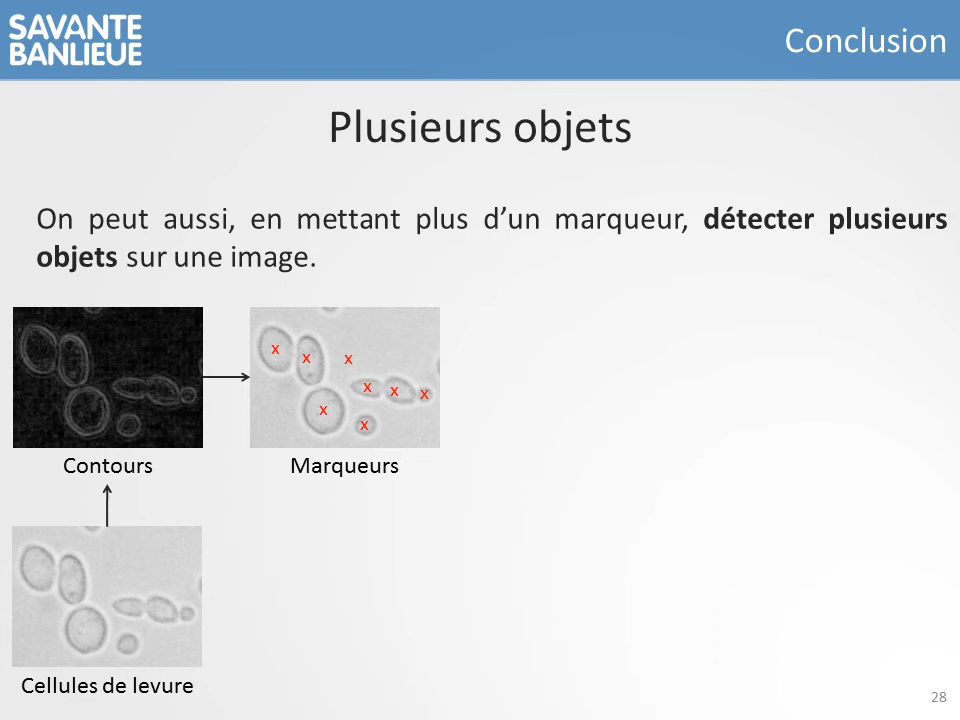 SAVANTE
BANLIEUE
Conclusion
Plusieurs objets
On peut aussi, en mettant plus d’un marqueur, détecter plusieurs
objets sur une image.
x
x
x
x
x
x
x
x
Contours
Marqueurs
Cellules de levure
28